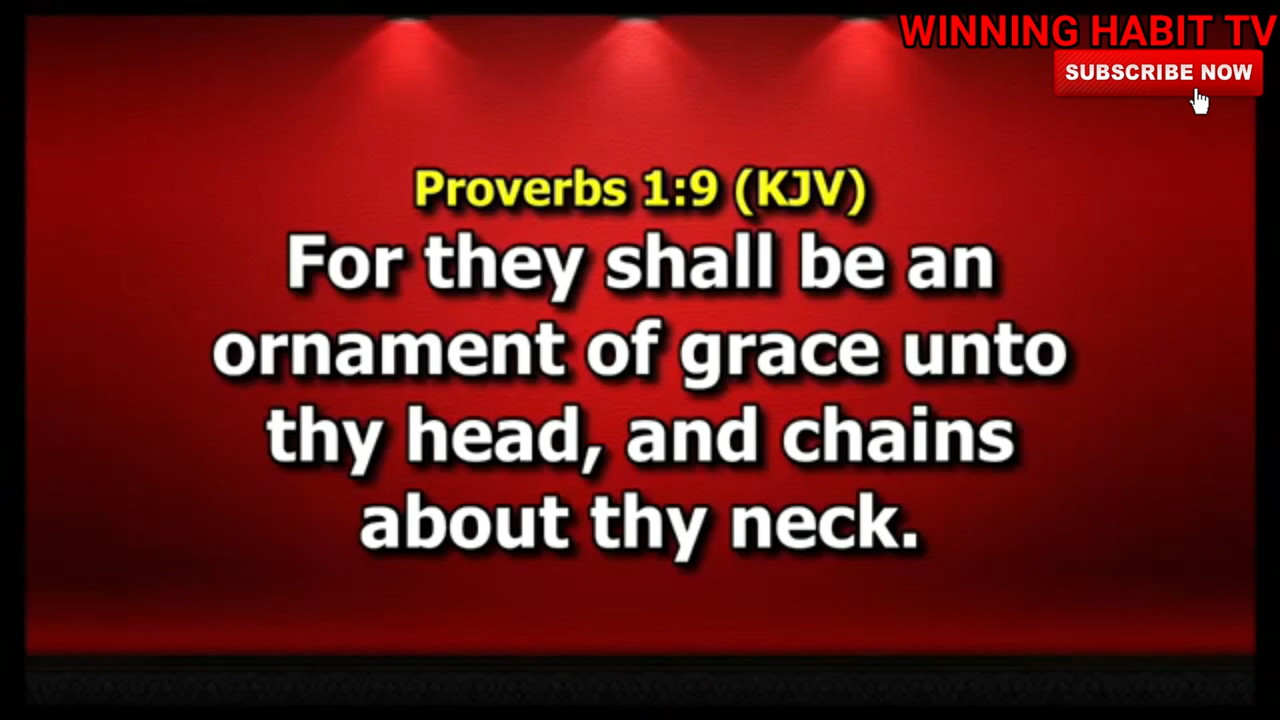 WINNING HABIT TV
SUBSCRIBE NOW
Proverbs 1:9 (KJV)
For they shall be an
ornament of grace unto
thy head, and chains
about thy neck.